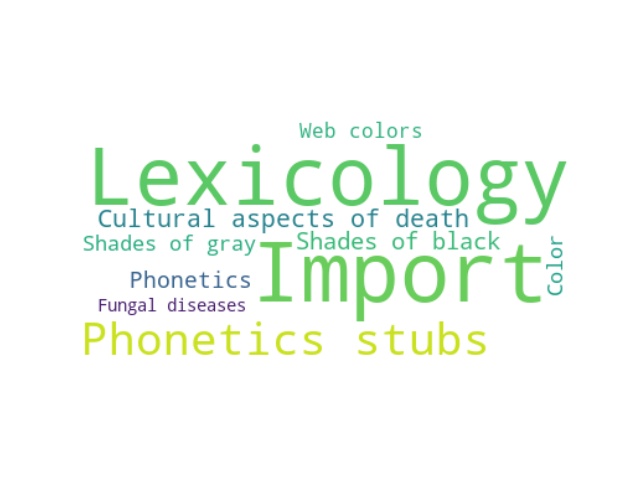 Web colors
Lexicology
Cultural aspects of death
Shades of gray
Shades of black
Import
Color
Phonetics
Fungal diseases
Phonetics stubs